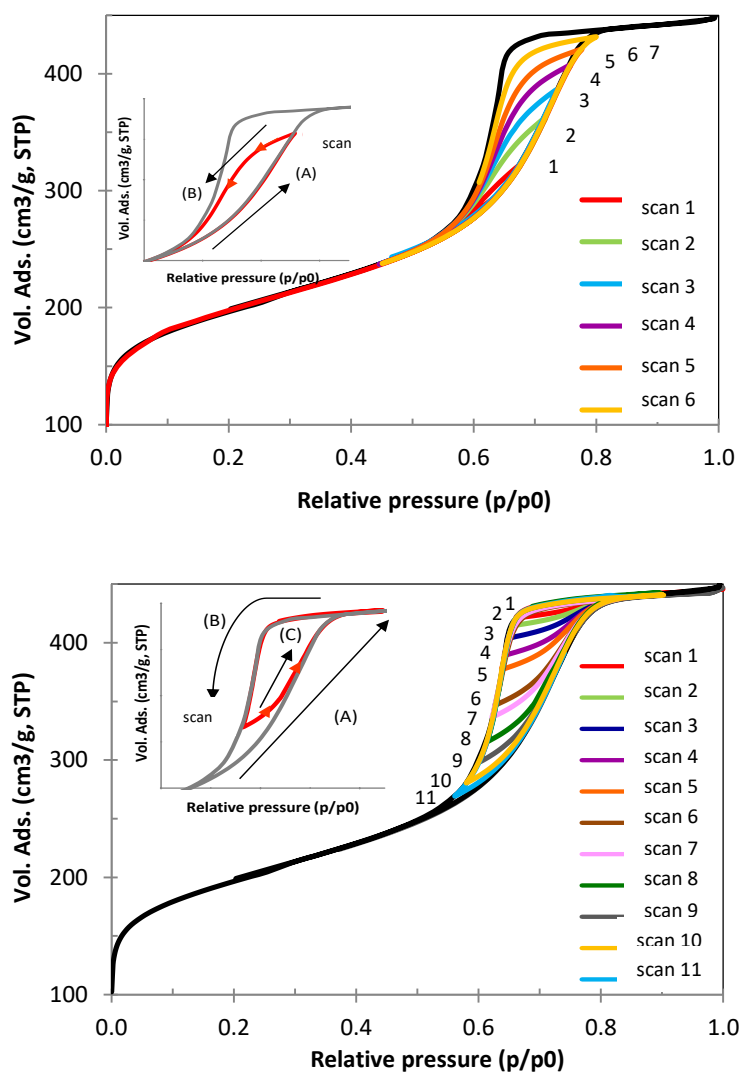 400
300
200
100
0.0
0.2
0.4
0.6
0.8
1.0
Vol. Ads. (cm3/g, STP)
Relative pressure (p/p0)
5 6 7
4
3
2
1
Vol. Ads. (cm3/g, STP)
scan
(A)
(B)
Relative pressure (p/p0)
scan 1
scan 2
scan 3
scan 4
scan 5
scan 6
400
300
200
100
0.0
0.2
0.4
0.6
0.8
1.0
Vol. Ads. (cm3/g, STP)
Relative pressure (p/p0)
1
2
3
4
5
6
7
8
9
10
11
Vol. Ads. (cm3/g, STP)
(B)
(C)
scan
(A)
Relative pressure (p/p0)
scan 1
scan 2
scan 3
scan 4
scan 5
scan 6
scan 7
scan 8
scan 9
scan 10
scan 11